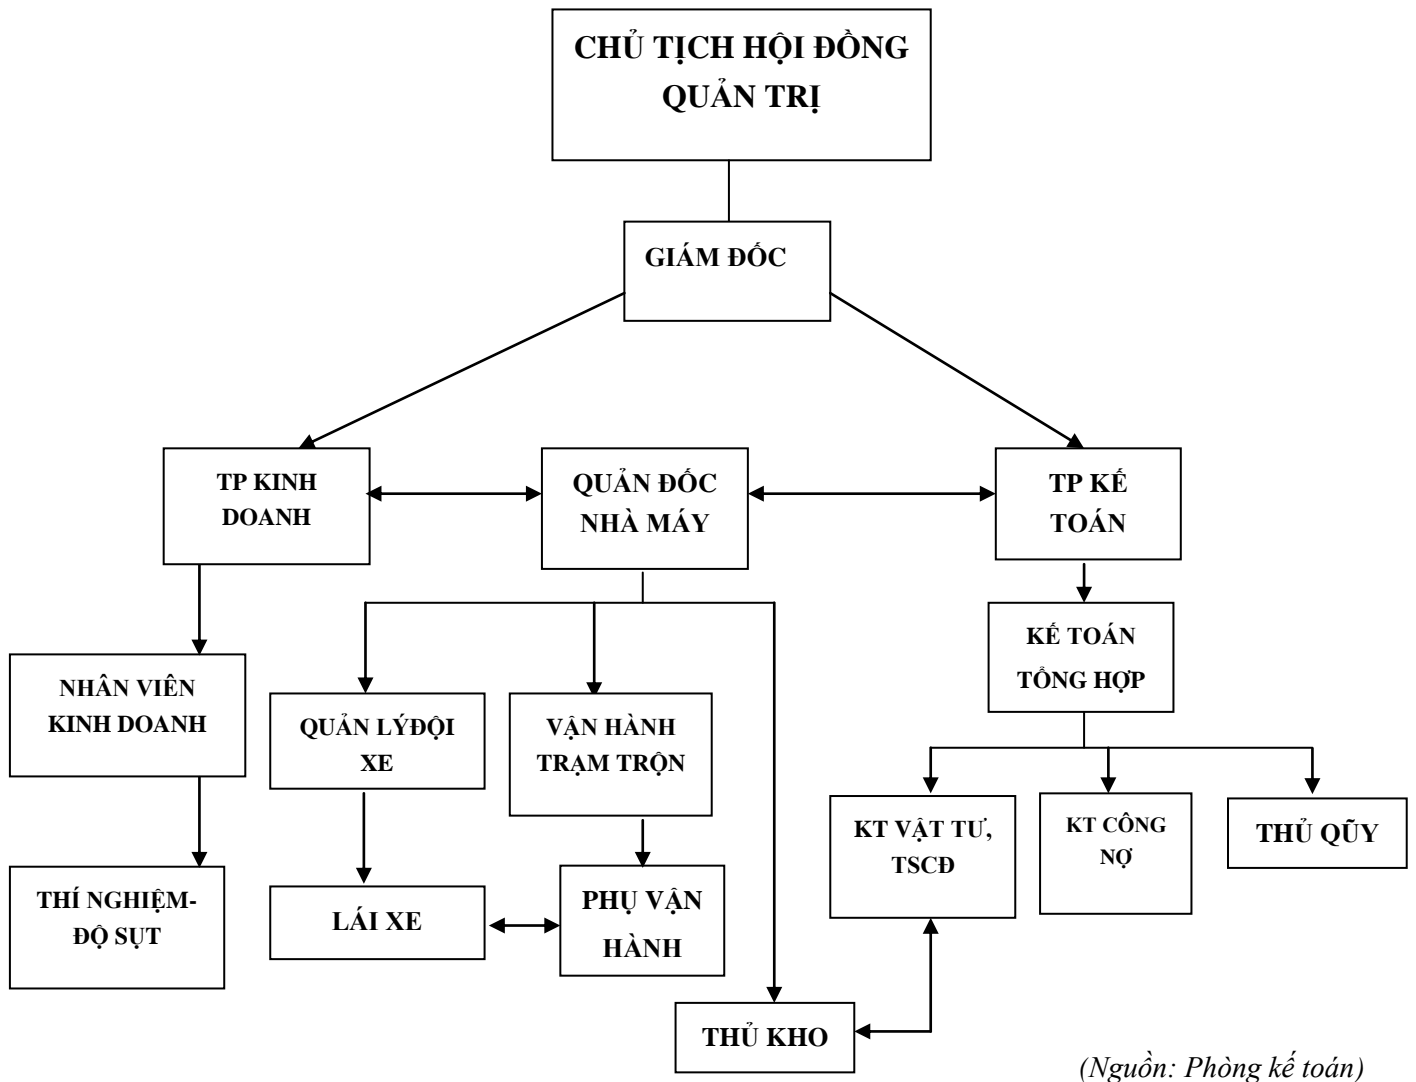 CHỦ TỊCH HỘI ĐỒNG
QUẢN TRỊ
GIÁM ĐỐC
TP KINH
DOANH
QUẢN ĐỐC
NHÀ MÁY
TP KẾ
TOÁN
NHÂN VIÊN
KINH DOANH
QUẢN LÝĐỘI
XE
VẬN HÀNH
TRẠM TRỘN
KẾ TOÁN
TỔNG HỢP
KT VẬT TƯ,
TSCĐ
KT CÔNG
NỢ
THỦ QŨY
THÍ NGHIỆM-
ĐỘ SỤT
LÁI XE
PHỤ VẬN
HÀNH
THỦ KHO
(Nguồn: Phòng kế toán)